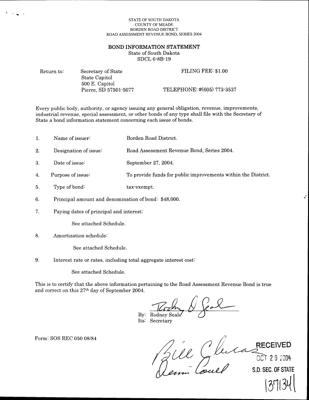 STATE OF SOUTH DAKOTA
COUNTY OF MEADE
BORDEN ROAD DISTRICT
ROAD ASSESSMENT REVENUE BOND, SERIES 2004
BOND INFORMATION STATEMENT
State of South Dakota
SDCL 6-8B-19
Return to: Secretary of State FILING FEE: $1.00
State Capitol
500 E. Capitol
Pierre, SD 57501-5077 TELEPHONE: #(605) 773-3537
Every public body, authority, or agency issuing any general obligation, revenue, improvements,
industrial revenue, special assessment, or other bonds of any type shall file with the Secretary of
State a bond information statement concerning each issue of bonds.
1. Name of issuer: Borden Road District.
2. Designation of issue: Road Assessment Revenue Bond, Series 2004.
3. Date of issue: September 27, 2004.
4. Purpose of issue: To provide funds for public improvements within the District.
5. Type of bond: tax-exempt.
6. Principal amount and denomination of bond: $48,000.
7. Paying dates of principal and interest:
See attached Schedule.
8. Amortization schedule:
See attached Schedule.
9. Interest rate or rates, including total aggregate interest cost:
See attached Schedule.
This is to certify that the above information pertaining to the Road Assessment Revenue Bond is true
and correct on this 27th day of September 2004.
By: Rodney Seals
Its: Secretary
Form: SOS REC 050 08/84
Bill
RECEIVED
OCT 29 2004
S.D. SEC. OF STATE